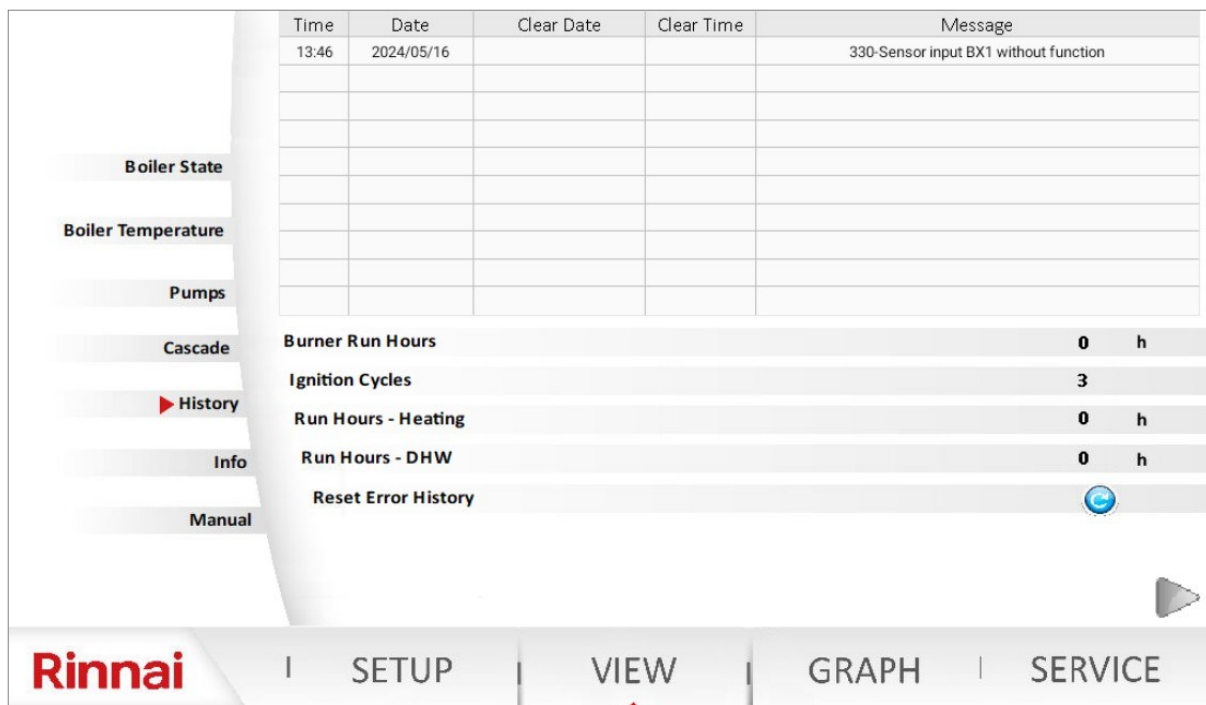 Time Date Clear Date Clear Time Message
13:46 2024/05/16 330-Sensor input BX1 without function
Boiler State
Boiler Temperature
Pumps
Cascade
History
Info
Manual
Burner Run Hours 0 h
Ignition Cycles 3
Run Hours - Heating 0 h
Run Hours - DHW 0 h
Reset Error History
Rinnai SETUP VIEW GRAPH SERVICE